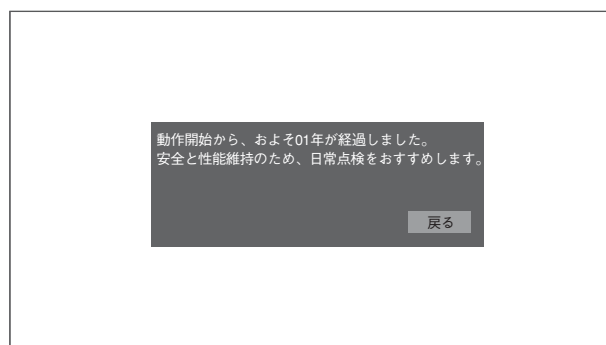 動作開始から、およそ01年が経過しました。
安全と性能維持のため、日常点検をおすすめします。
戻る